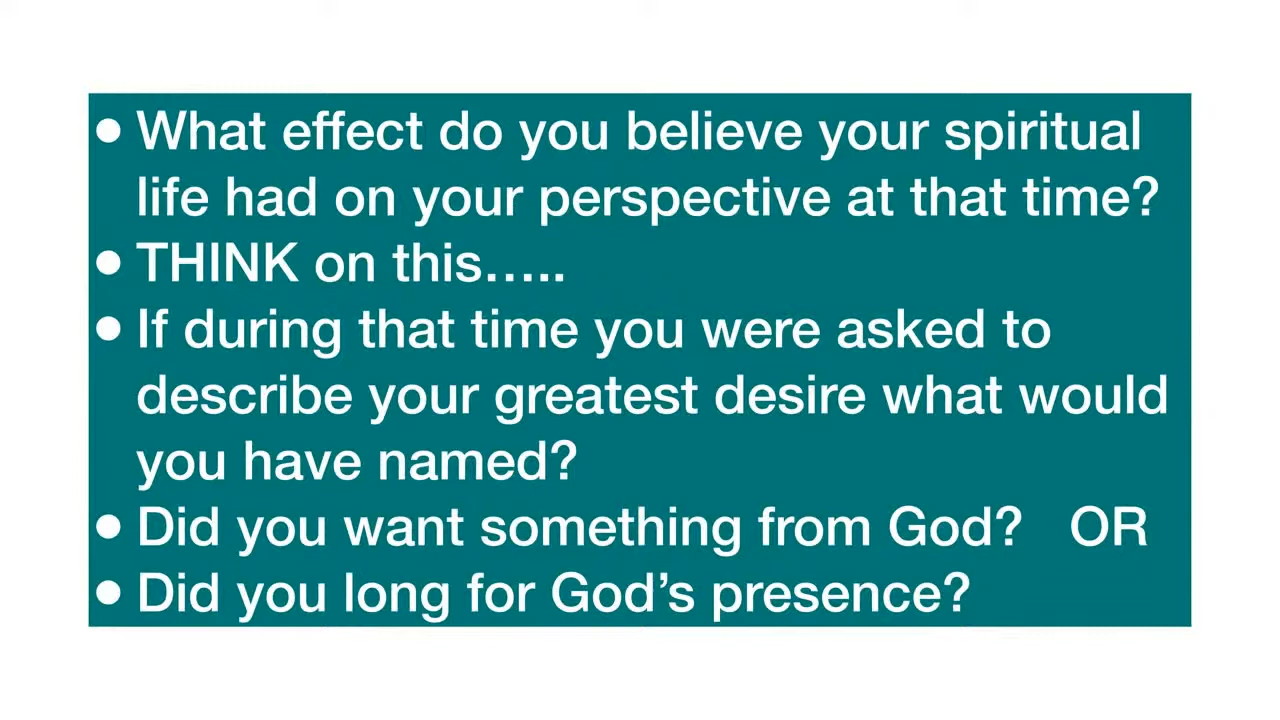 • What effect do you believe your spiritual
life had on your perspective at that time?
• THINK on this.....
• If during that time you were asked to
describe your greatest desire what would
you have named?
• Did you want something from God?   OR
• Did you long for God’s presence?